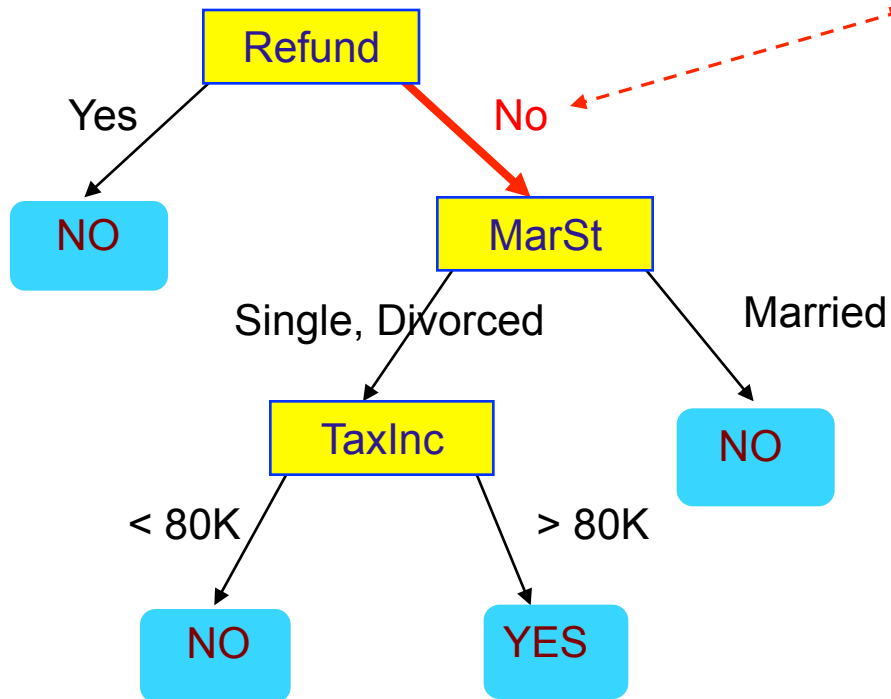 Refund
Yes
No
NO
MarSt
Single, Divorced
Married
TaxInc
NO
< 80K
> 80K
NO
YES